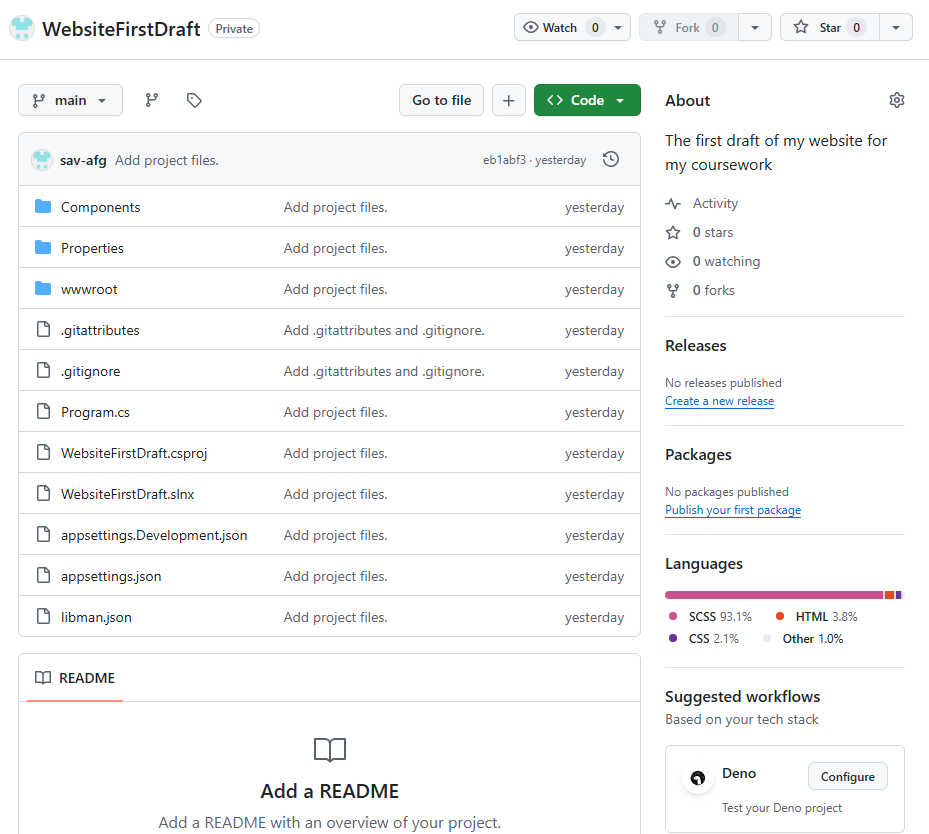 WebsiteFirstDraft Private Watch 0 Fork 0 Star 0
main Go to file + Code
sav-afg Add project files. eb1abf3 · yesterday
Components Add project files. yesterday
Properties Add project files. yesterday
wwwroot Add project files. yesterday
.gitattributes Add .gitattributes and .gitignore. yesterday
.gitignore Add .gitattributes and .gitignore. yesterday
Program.cs Add project files. yesterday
WebsiteFirstDraft.csproj Add project files. yesterday
WebsiteFirstDraft.slnx Add project files. yesterday
appsettings.Development.json Add project files. yesterday
appsettings.json Add project files. yesterday
libman.json Add project files. yesterday
README
Add a README
Add a README with an overview of your project.
About
The first draft of my website for
my coursework
Activity
0 stars
0 watching
0 forks
Releases
No releases published
Create a new release
Packages
No packages published
Publish your first package
Languages
SCSS 93.1% HTML 3.8%
CSS 2.1% Other 1.0%
Suggested workflows
Based on your tech stack
Deno Configure
Test your Deno project